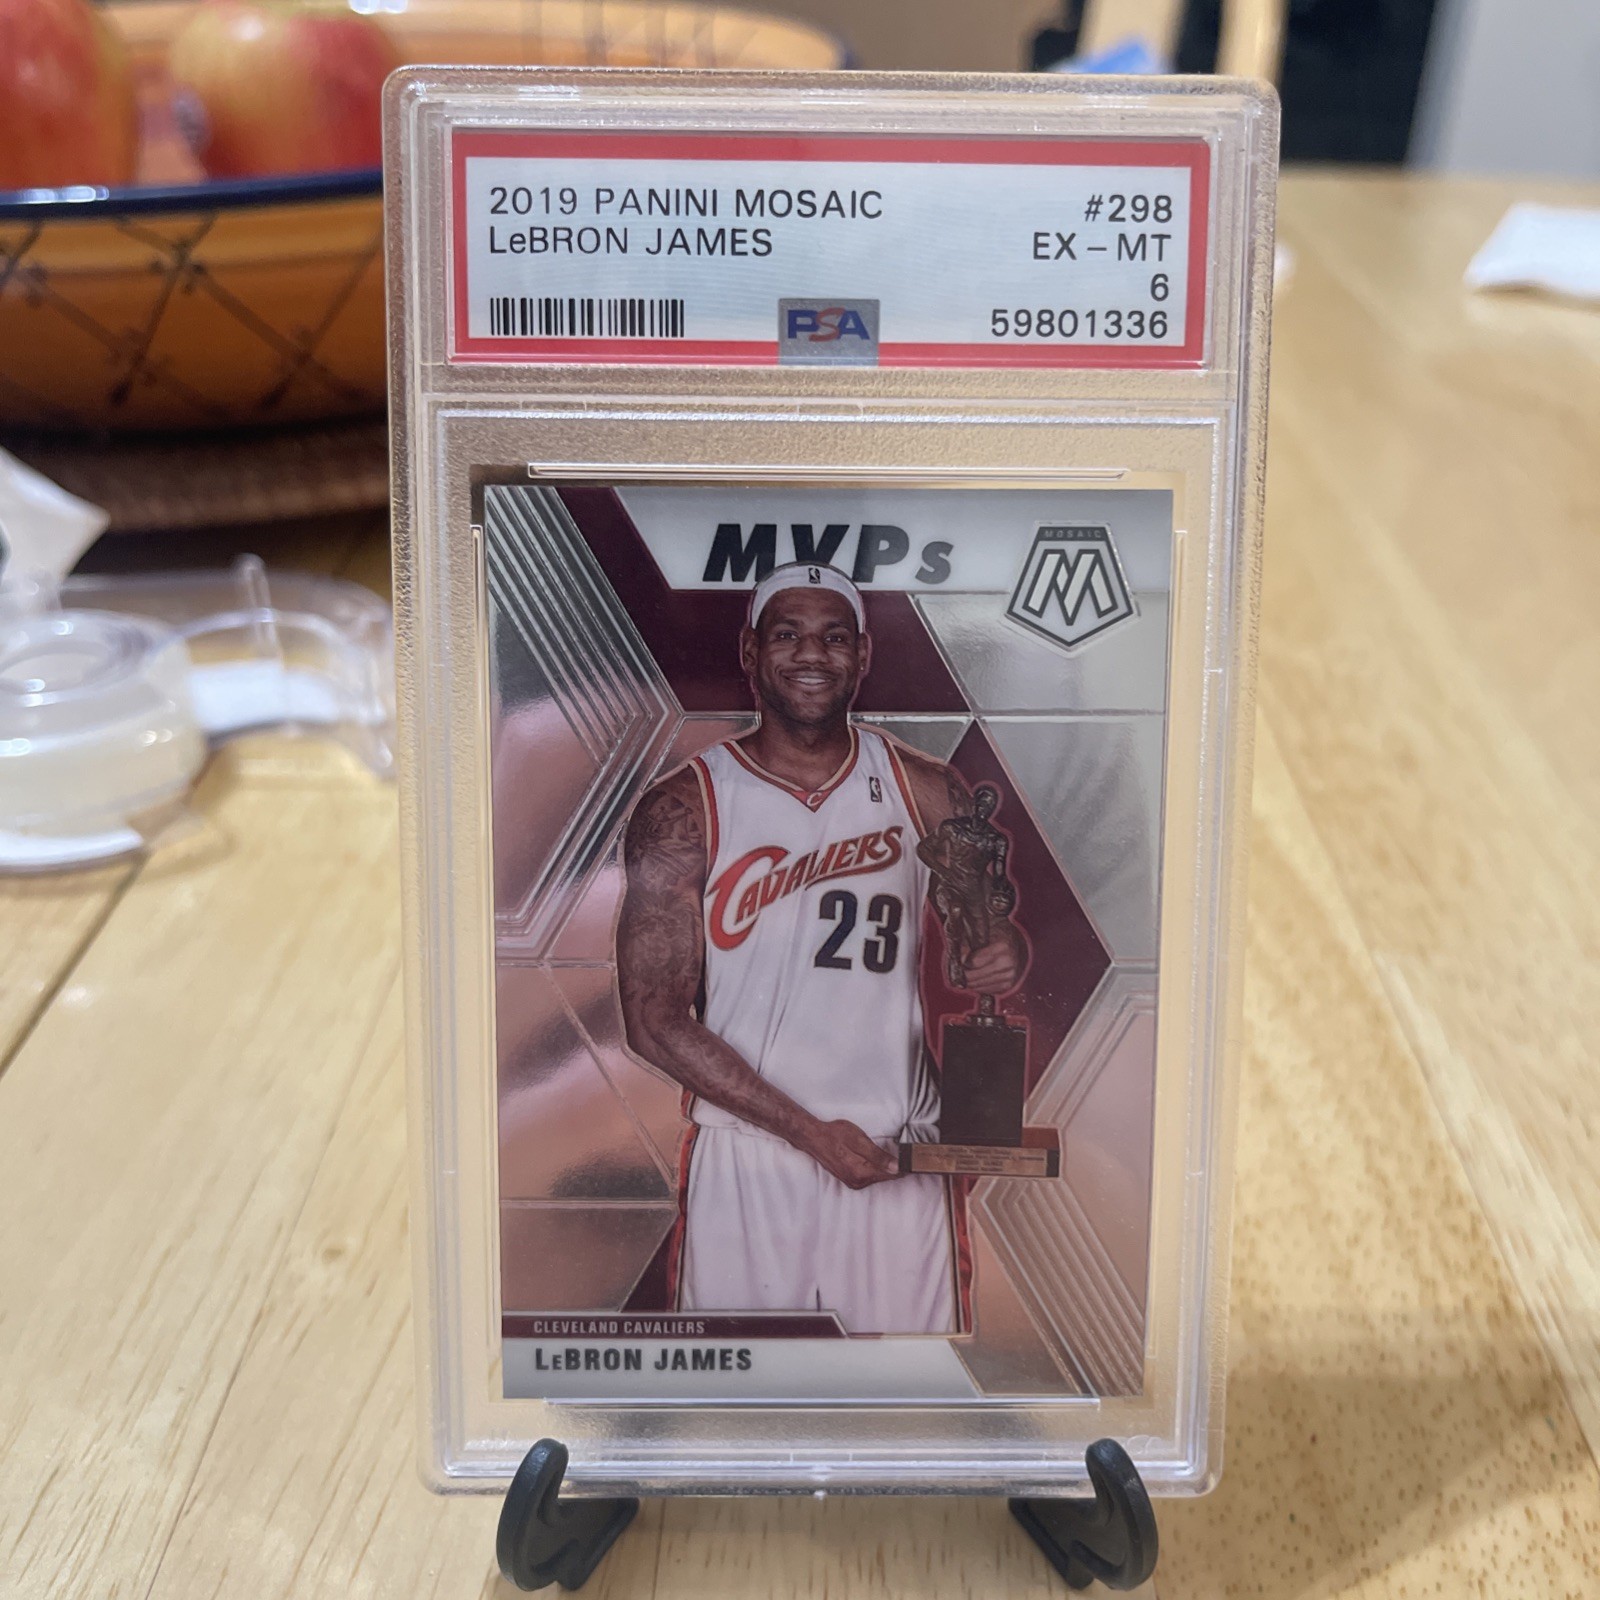 2019 PANINI MOSAIC #298
LeBRON JAMES EX - MT
6
PSA 59801336
MVPs
MOSAIC
M
C
CAVALIERS
23
CLEVELAND CAVALIERS
LeBRON JAMES